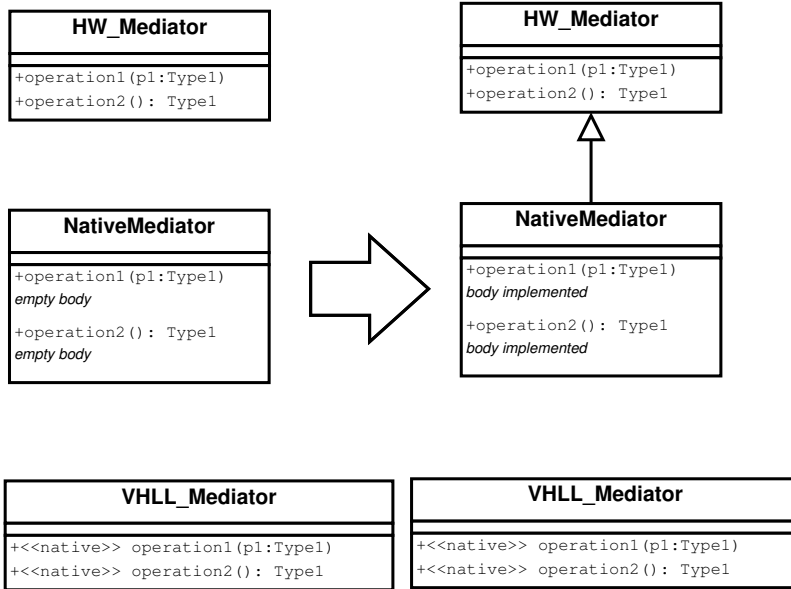 HW_Mediator
+operation1(p1:Type1)
+operation2(): Type1
HW_Mediator
+operation1(p1:Type1)
+operation2(): Type1
NativeMediator
+operation1(p1:Type1)
empty body
+operation2(): Type1
empty body
NativeMediator
+operation1(p1:Type1)
body implemented
+operation2(): Type1
body implemented
VHLL_Mediator
+<<native>> operation1(p1:Type1)
+<<native>> operation2(): Type1
VHLL_Mediator
+<<native>> operation1(p1:Type1)
+<<native>> operation2(): Type1